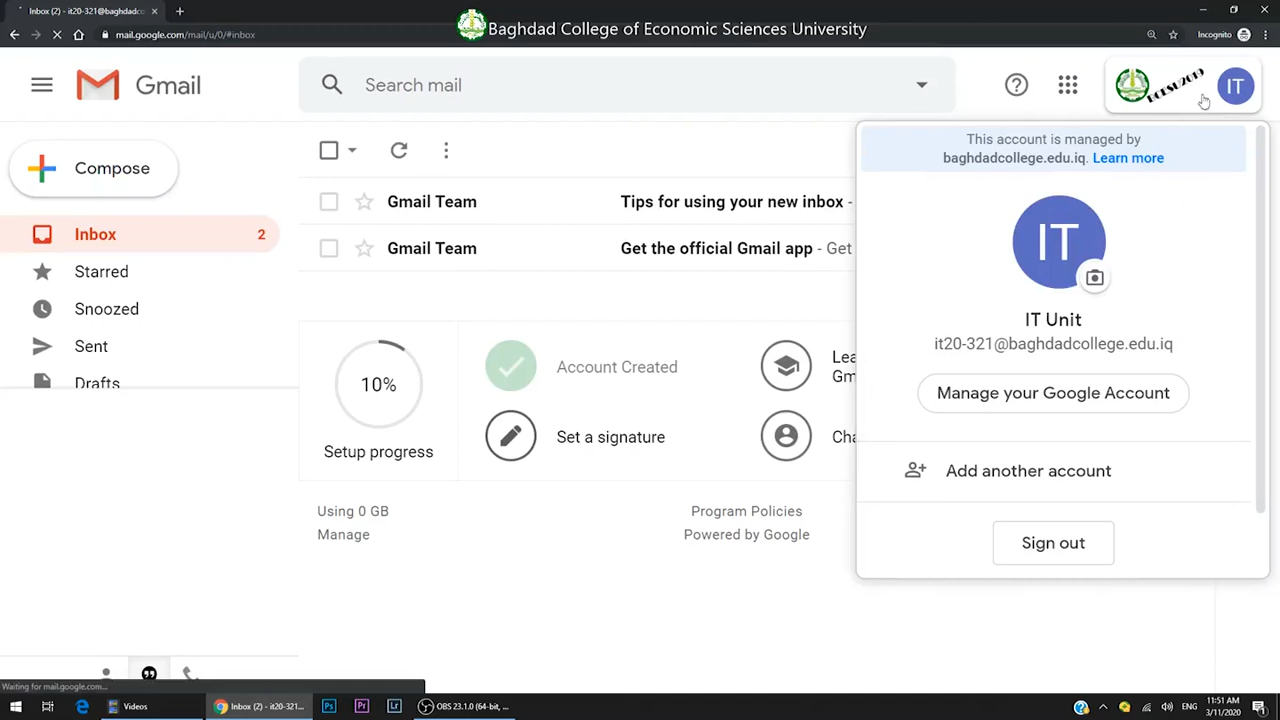 Inbox (2) - it20-321@baghdadcc
Baghdad College of Economic Sciences University
mail.google.com/mail/u/0/#inbox
Incognito
Gmail
Search mail
BCESU2019
IT
Compose
Inbox
2
Starred
Snoozed
Sent
Drafts
Gmail Team
Tips for using your new inbox -
Gmail Team
Get the official Gmail app - Get
10%
Setup progress
Account Created
Set a signature
Lea
Gm
Cha
Using 0 GB
Manage
Program Policies
Powered by Google
This account is managed by
baghdadcollege.edu.iq. Learn more
IT
IT Unit
it20-321@baghdadcollege.edu.iq
Manage your Google Account
Add another account
Sign out
Waiting for mail.google.com...
Videos
Inbox (2) - it20-321...
Ps
Pr
Lr
OBS 23.1.0 (64-bit, ...
ENG
11:51 AM
3/11/2020